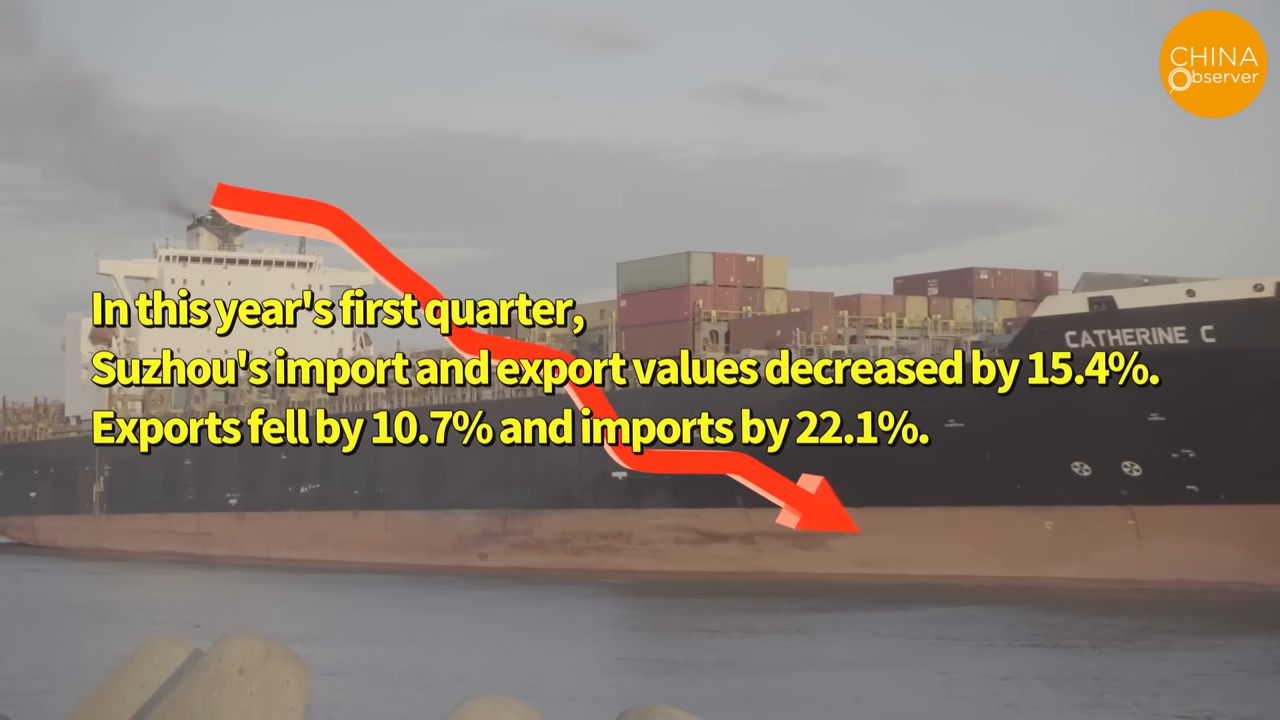 CHINA
Observer
In this year's first quarter,
Suzhou's import and export values decreased by 15.4%.
Exports fell by 10.7% and imports by 22.1%.
CATHERINE C